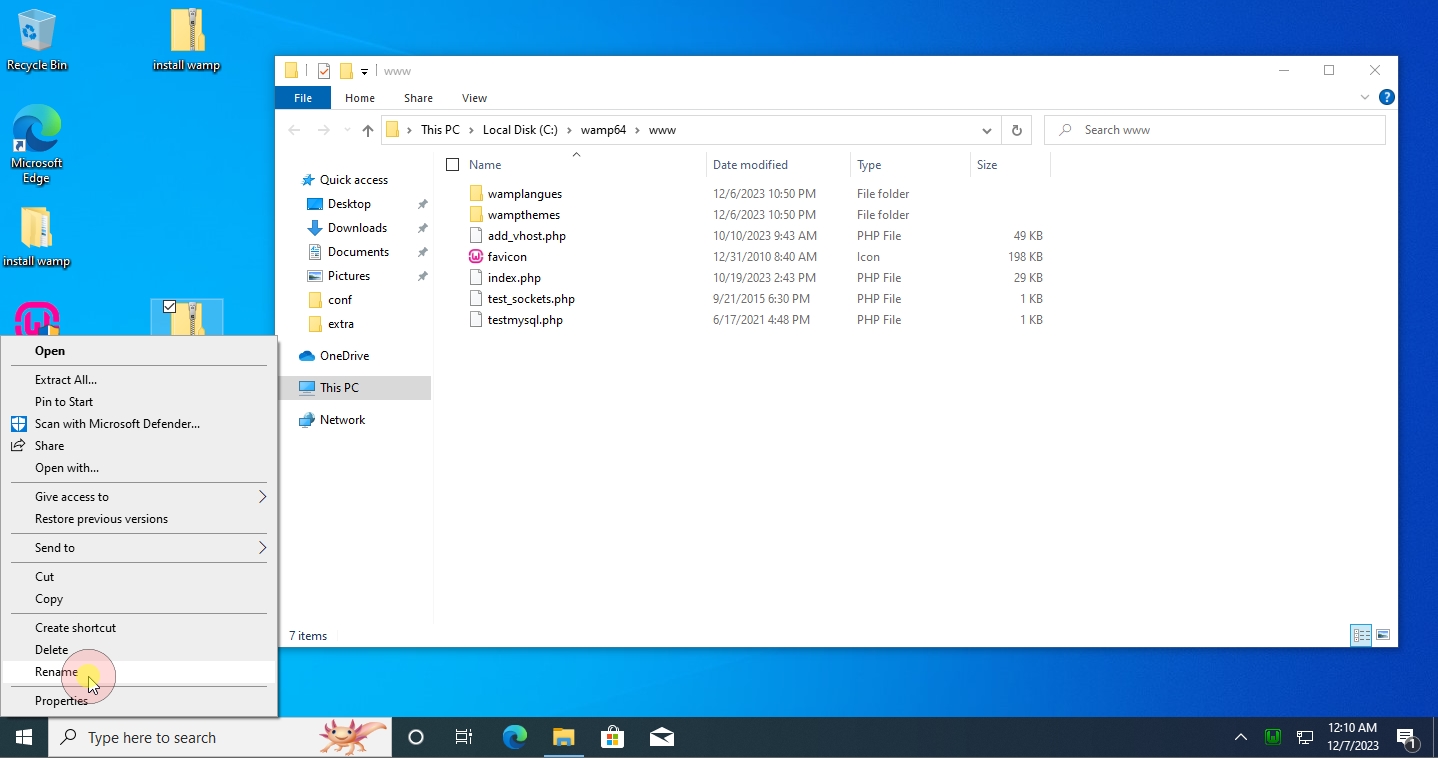 Recycle Bin
install wamp
Microsoft
Edge
install wamp
www
File Home Share View
This PC Local Disk (C:) wamp64 www
Search www
Quick access
Desktop
Downloads
Documents
Pictures
conf
extra
OneDrive
This PC
Network
Name Date modified Type Size
wamplangues 12/6/2023 10:50 PM File folder
wampthemes 12/6/2023 10:50 PM File folder
add_vhost.php 10/10/2023 9:43 AM PHP File 49 KB
favicon 12/31/2010 8:40 AM Icon 198 KB
index.php 10/19/2023 2:43 PM PHP File 29 KB
test_sockets.php 9/21/2015 6:30 PM PHP File 1 KB
testmysql.php 6/17/2021 4:48 PM PHP File 1 KB
7 items
Open
Extract All...
Pin to Start
Scan with Microsoft Defender...
Share
Open with...
Give access to
Restore previous versions
Send to
Cut
Copy
Create shortcut
Delete
Rename
Properties
Type here to search
12:10 AM
12/7/2023
1